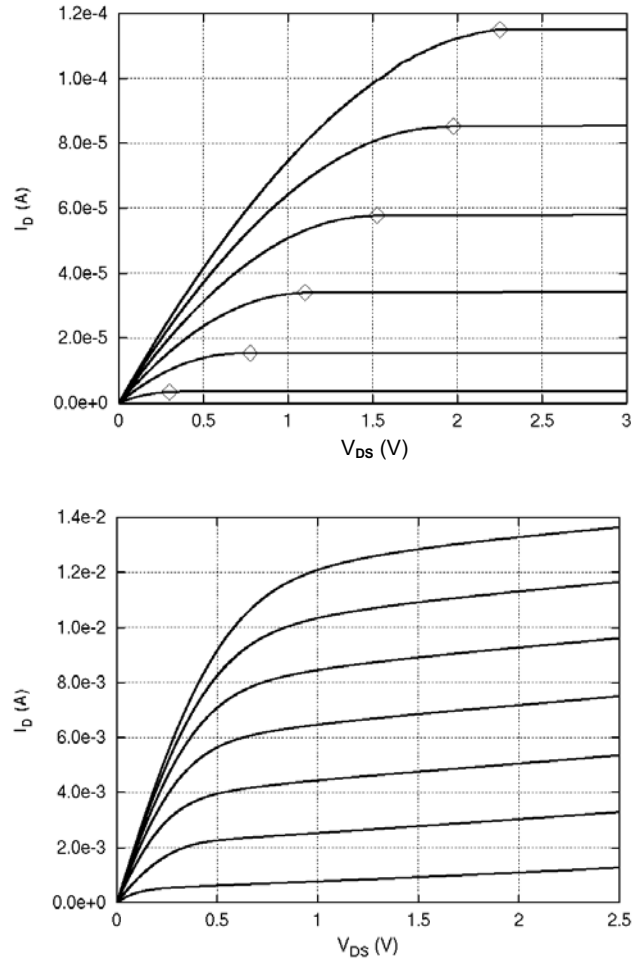 1.2e-4
1.0e-4
8.0e-5
6.0e-5
4.0e-5
2.0e-5
0.0e+0
I_D (A)
0 0.5 1 1.5 2 2.5 3
V_DS (V)
1.4e-2
1.2e-2
1.0e-2
8.0e-3
6.0e-3
4.0e-3
2.0e-3
0.0e+0
I_D (A)
0 0.5 1 1.5 2 2.5
V_DS (V)